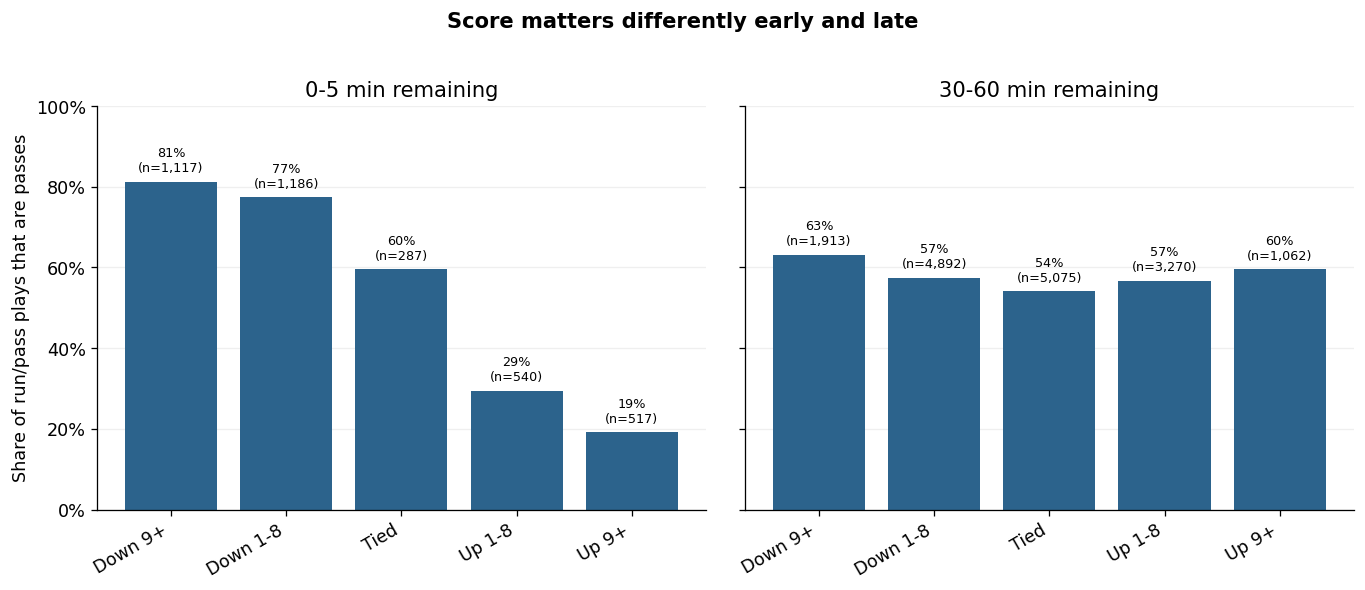 Score matters differently early and late
0-5 min remaining
Share of run/pass plays that are passes
100%
80%
60%
40%
20%
0%
81%
(n=1,117)
77%
(n=1,186)
60%
(n=287)
29%
(n=540)
19%
(n=517)
Down 9+
Down 1-8
Tied
Up 1-8
Up 9+
30-60 min remaining
63%
(n=1,913)
57%
(n=4,892)
54%
(n=5,075)
57%
(n=3,270)
60%
(n=1,062)
Down 9+
Down 1-8
Tied
Up 1-8
Up 9+